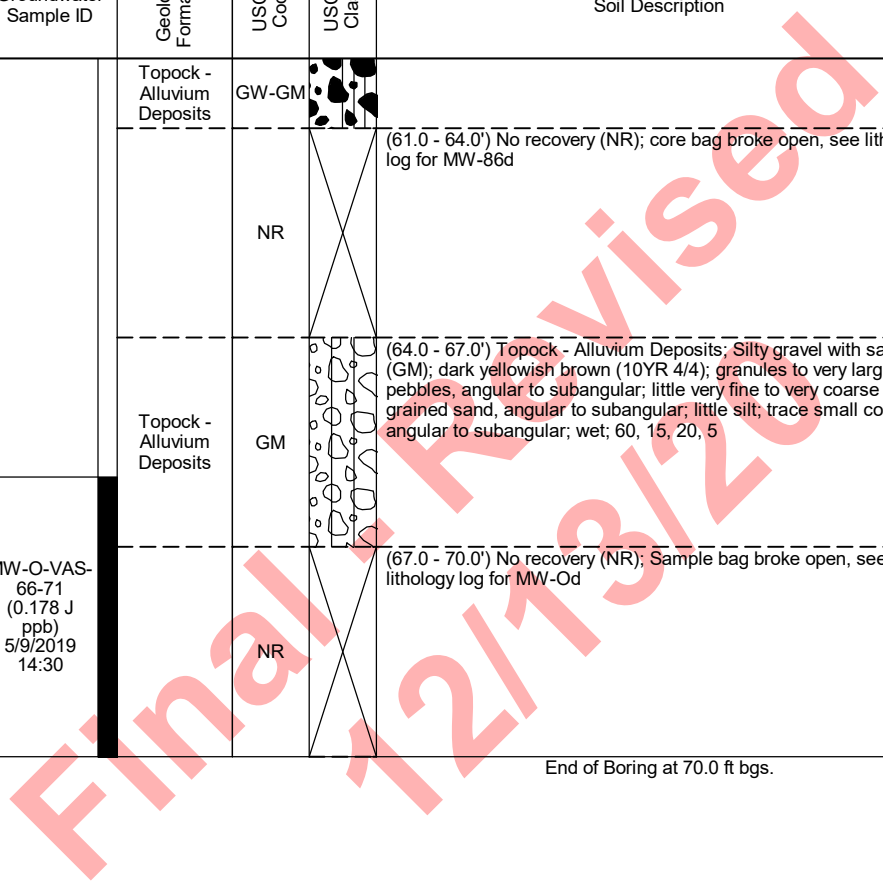 Sample ID
Soil Description
Topock -
Alluvium
Deposits
GW-GM
(61.0 - 64.0') No recovery (NR); core bag broke open, see
log for MW-86d
NR
(64.0 - 67.0') Topock - Alluvium Deposits; Silty gravel with
(GM); dark yellowish brown (10YR 4/4); granules to very
pebbles, angular to subangular; little very fine to very coarse
grained sand, angular to subangular; little silt; trace small
angular to subangular; wet; 60, 15, 20, 5
Topock -
Alluvium
Deposits
GM
(67.0 - 70.0') No recovery (NR); Sample bag broke open, see
lithology log for MW-Od
MW-O-VAS-
66-71
(0.178 J
ppb)
5/9/2019
14:30
NR
End of Boring at 70.0 ft bgs.
Final - Revised
12/13/20